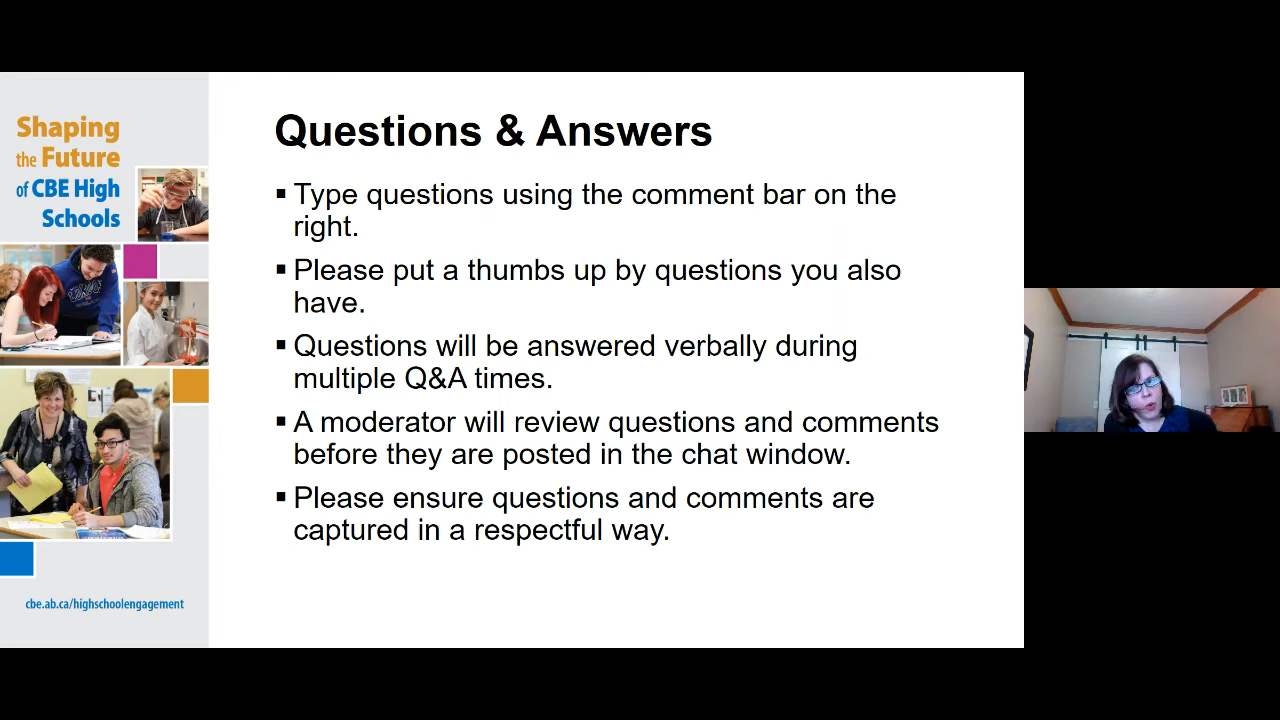 Shaping
the Future
of CBE High
Schools
cbe.ab.ca/highschoolengagement
Questions & Answers
▪ Type questions using the comment bar on the
right.
▪ Please put a thumbs up by questions you also
have.
▪ Questions will be answered verbally during
multiple Q&A times.
▪ A moderator will review questions and comments
before they are posted in the chat window.
▪ Please ensure questions and comments are
captured in a respectful way.